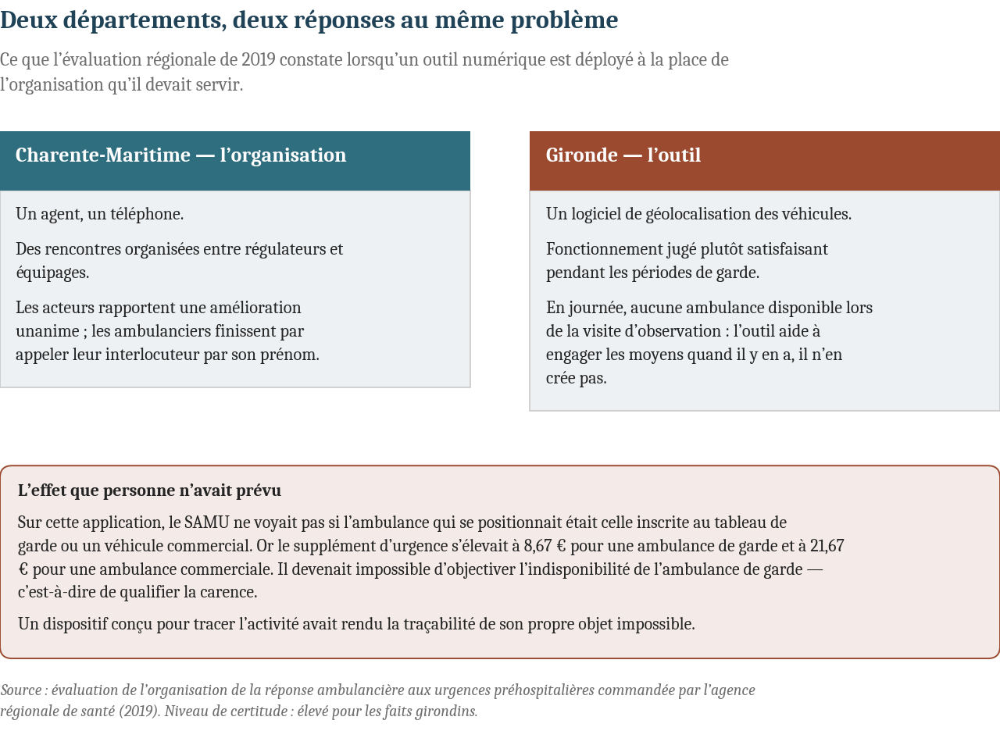 Deux départements, deux réponses au même problème
Ce que l’évaluation régionale de 2019 constate lorsqu’un outil numérique est déployé à la place de
l’organisation qu’il devait servir.
Charente-Maritime — l’organisation
Un agent, un téléphone.
Des rencontres organisées entre régulateurs et
équipages.
Les acteurs rapportent une amélioration
unanime ; les ambulanciers finissent par
appeler leur interlocuteur par son prénom.
Gironde — l’outil
Un logiciel de géolocalisation des véhicules.
Fonctionnement jugé plutôt satisfaisant
pendant les périodes de garde.
En journée, aucune ambulance disponible lors
de la visite d’observation : l’outil aide à
engager les moyens quand il y en a, il n’en
crée pas.
L’effet que personne n’avait prévu
Sur cette application, le SAMU ne voyait pas si l’ambulance qui se positionnait était celle inscrite au tableau de
garde ou un véhicule commercial. Or le supplément d’urgence s’élevait à 8,67 € pour une ambulance de garde et à 21,67
€ pour une ambulance commerciale. Il devenait impossible d’objectiver l’indisponibilité de l’ambulance de garde —
c’est-à-dire de qualifier la carence.
Un dispositif conçu pour tracer l’activité avait rendu la traçabilité de son propre objet impossible.
Source : évaluation de l’organisation de la réponse ambulancière aux urgences préhospitalières commandée par l’agence
régionale de santé (2019). Niveau de certitude : élevé pour les faits girondins.